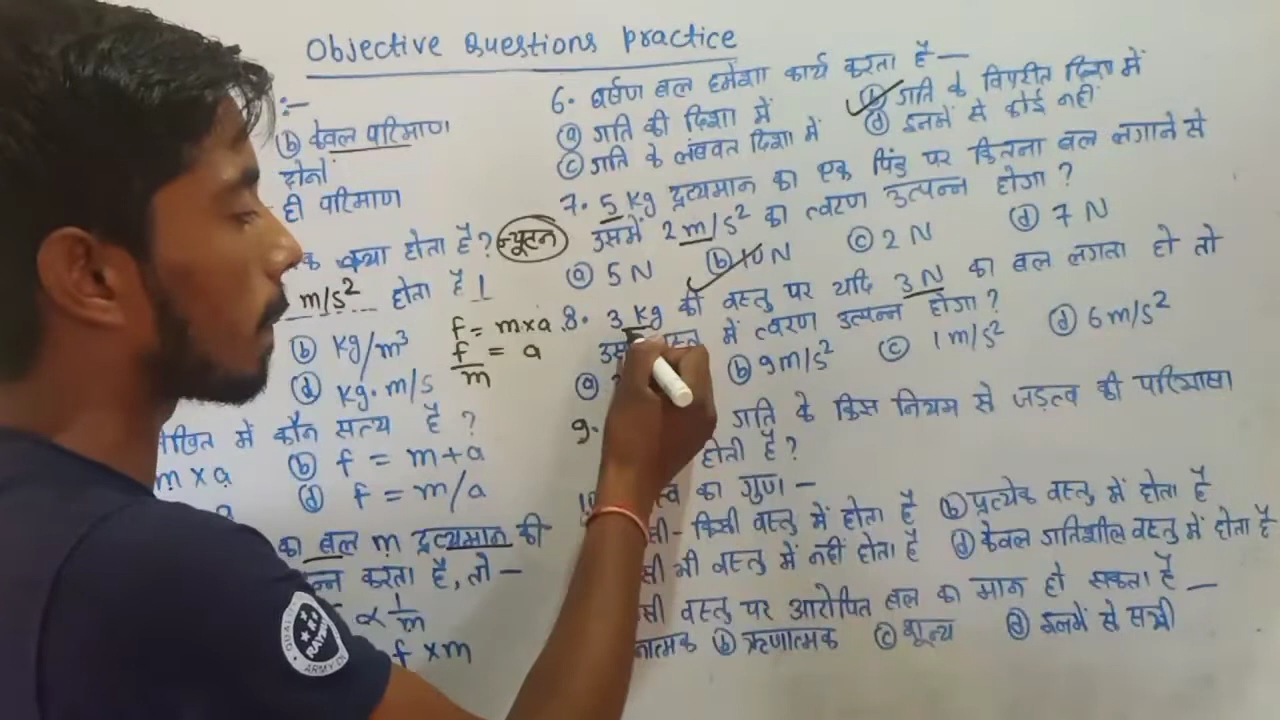 Objective Questions practice
:-
(b) केवल परिमाण
दोनों
ही परिमाण
क्या होता है? न्यूटन
m/s² होता है।
(b) kg/m³
(d) kg.m/s
में कौन सत्य है ?
m x a
(b) f = m+a
(d) f = m/a
का बल m द्रव्यमान की
न्न करता है, तो -
∝ 1/m
f x m
f = m x a
f/m = a
6. घर्षण बल हमेशा कार्य करता है -
(a) गति की दिशा में (b) गति के विपरीत दिशा में
(c) गति के लंबवत दिशा में (d) इनमें से कोई नहीं
7. 5 kg द्रव्यमान का एक पिंड पर कितना बल लगाने से
उसमें 2 m/s² का त्वरण उत्पन्न होगा ?
(a) 5 N (b) 10 N (c) 2 N (d) 7 N
8. 3 kg की वस्तु पर यदि 3 N का बल लगता हो तो
में त्वरण उत्पन्न होगा ?
(a) (b) 9 m/s² (c) 1 m/s² (d) 6 m/s²
9. गति के किस नियम से जड़त्व की परिभाषा
होती है?
का गुण -
किसी वस्तु में होता है (b) प्रत्येक वस्तु में होता है
सी भी वस्तु में नहीं होता है (d) केवल गतिशील वस्तु में होता है
सी वस्तु पर आरोपित बल का मान हो सकता है -
नात्मक (b) ऋणात्मक (c) शून्य (d) इनमें से सभी